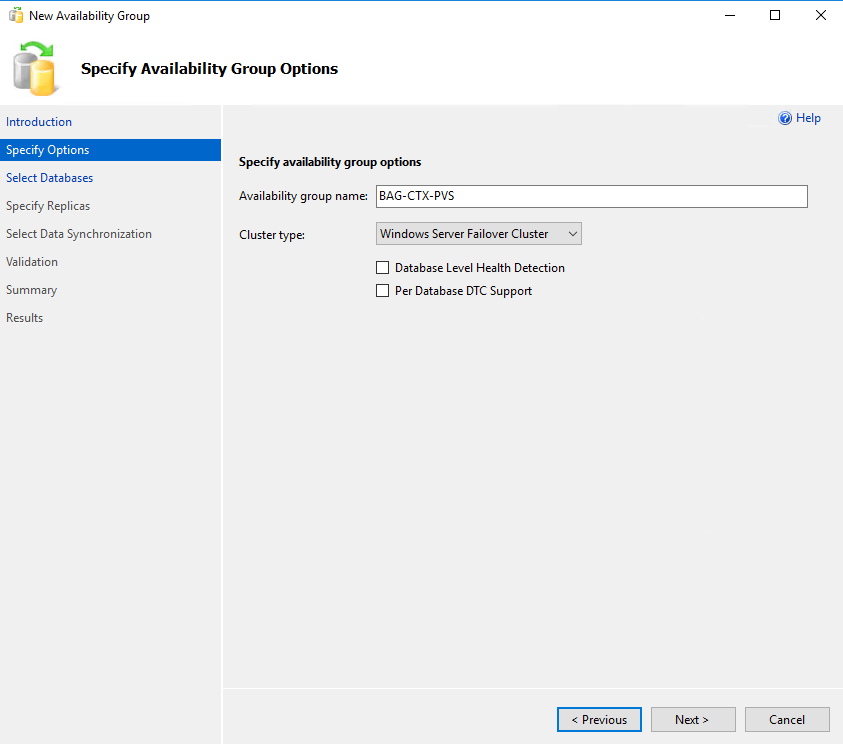 New Availability Group
Specify Availability Group Options
Introduction
Specify Options
Select Databases
Specify Replicas
Select Data Synchronization
Validation
Summary
Results
Help
Specify availability group options
Availability group name: BAG-CTX-PVS
Cluster type: Windows Server Failover Cluster
Database Level Health Detection
Per Database DTC Support
< Previous Next > Cancel